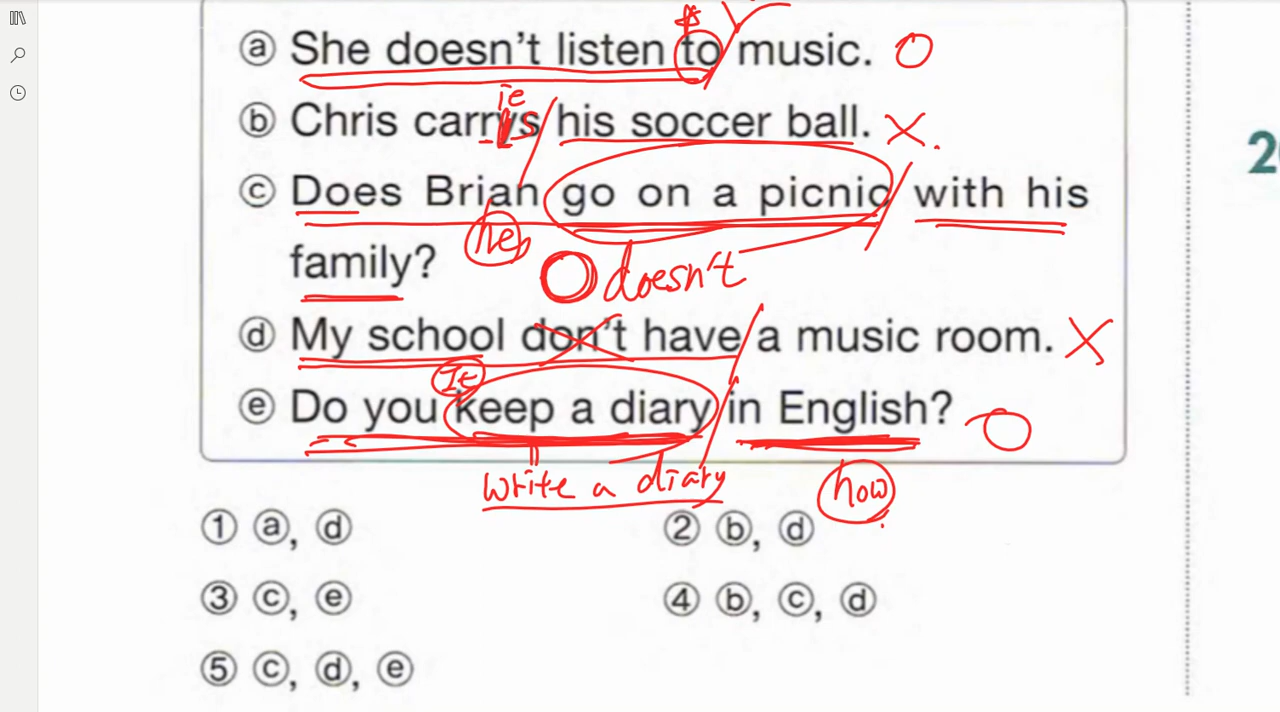 ⓐ She doesn't listen to music. O
ie
ⓑ Chris carrys his soccer ball. X.
ⓒ Does Brian go on a picnic with his
he
family? O doesn't
ⓓ My school don't have a music room. X
It
ⓔ Do you keep a diary in English? O
write a diary
how
① ⓐ, ⓓ
② ⓑ, ⓓ
③ ⓒ, ⓔ
④ ⓑ, ⓒ, ⓓ
⑤ ⓒ, ⓓ, ⓔ